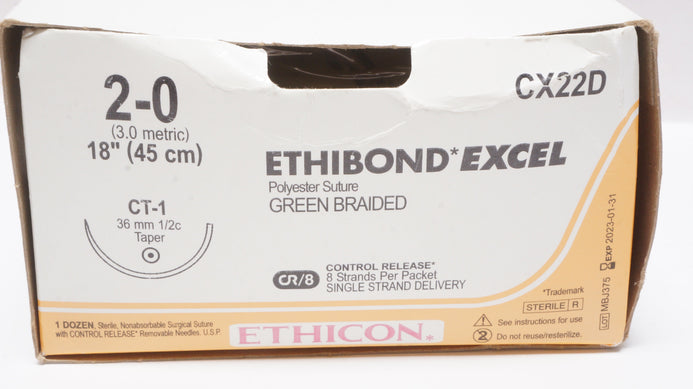 2-0
(3.0 metric)
18" (45 cm)
CT-1
36 mm 1/2c
Taper
CX22D
ETHIBOND*EXCEL
Polyester Suture
GREEN BRAIDED
CR/8
CONTROL RELEASE*
8 Strands Per Packet
SINGLE STRAND DELIVERY
1 DOZEN, Sterile, Nonabsorbable Surgical Suture
with CONTROL RELEASE* Removable Needles. U.S.P.
ETHICON*
*Trademark
STERILE R
See instructions for use
2 Do not reuse/resterilize.
LOT MBJ375 EXP 2023-01-31